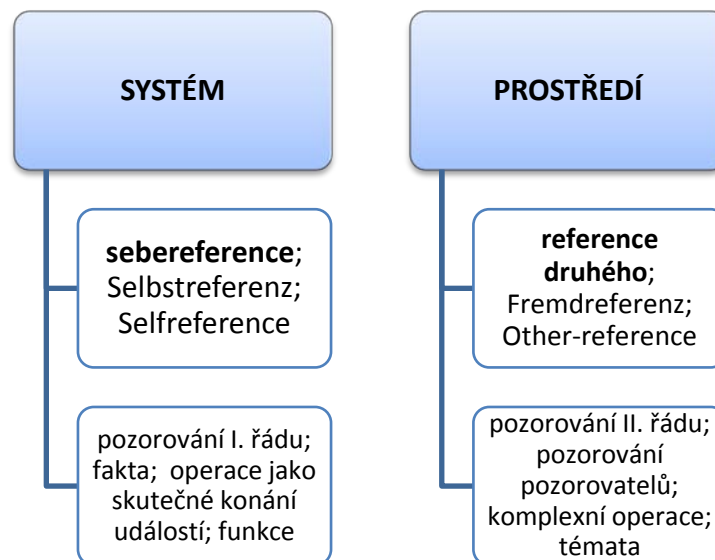 SYSTÉM
sebereference;
Selbstreferenz;
Selfreference
pozorování I. řádu;
fakta; operace jako
skutečné konání
událostí; funkce
PROSTŘEDÍ
reference
druhého;
Fremdreferenz;
Other-reference
pozorování II. řádu;
pozorování
pozorovatelů;
komplexní operace;
témata